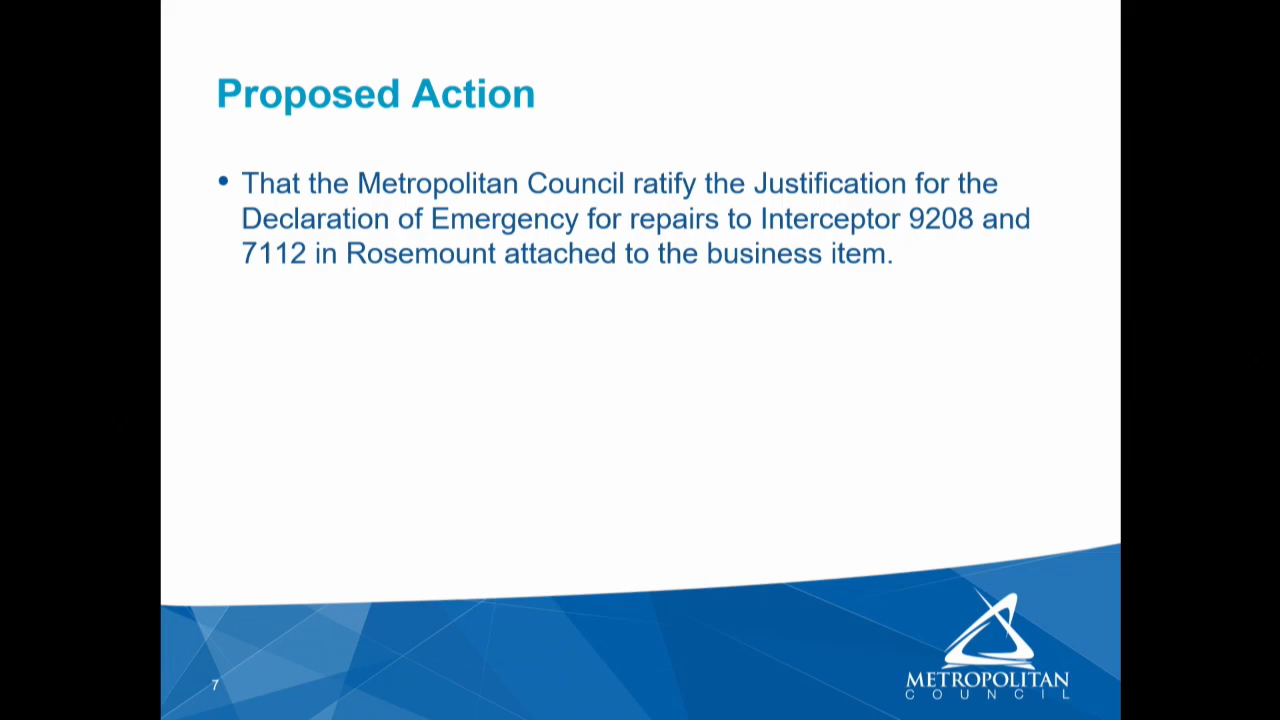 Proposed Action
• That the Metropolitan Council ratify the Justification for the
Declaration of Emergency for repairs to Interceptor 9208 and
7112 in Rosemount attached to the business item.
7
METROPOLITAN
COUNCIL